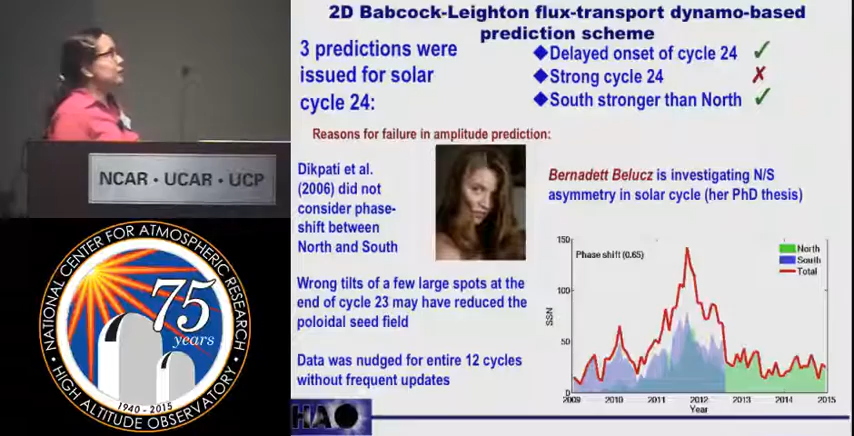 2D Babcock-Leighton flux-transport dynamo-based
prediction scheme
3 predictions were
issued for solar
cycle 24:
◆Delayed onset of cycle 24 ✓
◆Strong cycle 24 ✗
◆South stronger than North ✓
Reasons for failure in amplitude prediction:
Dikpati et al.
(2006) did not
consider phase-
shift between
North and South
Bernadett Belucz is investigating N/S
asymmetry in solar cycle (her PhD thesis)
Wrong tilts of a few large spots at the
end of cycle 23 may have reduced the
poloidal seed field
Data was nudged for entire 12 cycles
without frequent updates
Phase shift (0.65)
North
South
Total
150
100
50
0
SSN
2009 2010 2011 2012 2013 2014 2015
Year
HAO
NCAR • UCAR • UCP
NATIONAL CENTER FOR ATMOSPHERIC RESEARCH
75
years
1940 - 2015
HIGH ALTITUDE OBSERVATORY